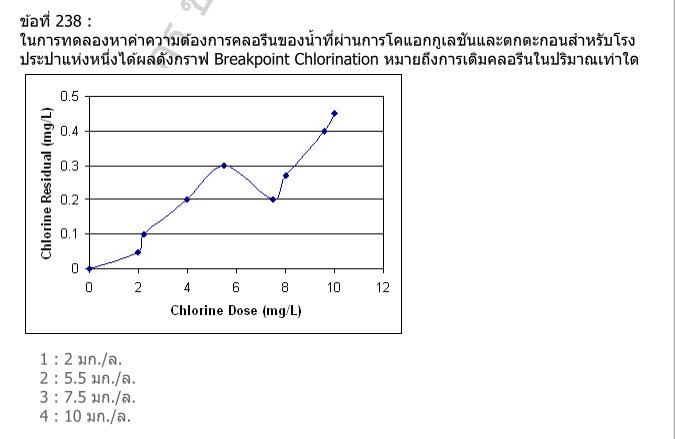 ข้อที่ 238 :
ในการทดลองหาค่าความต้องการคลอรีนของน้ำที่ผ่านการโคแอกกูเลชันและตกตะกอนสำหรับโรง
ประปาแห่งหนึ่งได้ผลดังกราฟ Breakpoint Chlorination หมายถึงการเติมคลอรีนในปริมาณเท่าใด
0.5
0.4
0.3
0.2
0.1
0
Chlorine Residual (mg/L)
0 2 4 6 8 10 12
Chlorine Dose (mg/L)
1 : 2 มก./ล.
2 : 5.5 มก./ล.
3 : 7.5 มก./ล.
4 : 10 มก./ล.